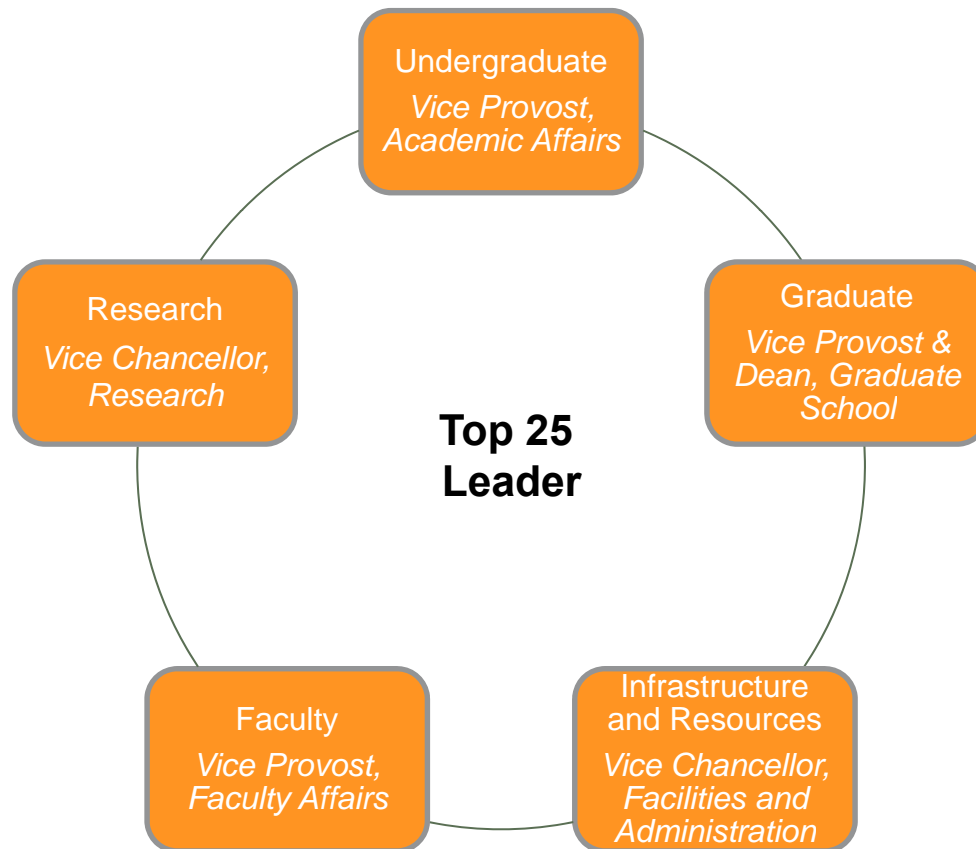 Undergraduate
Vice Provost,
Academic Affairs
Graduate
Vice Provost &
Dean, Graduate
School
Infrastructure
and Resources
Vice Chancellor,
Facilities and
Administration
Faculty
Vice Provost,
Faculty Affairs
Research
Vice Chancellor,
Research
Top 25
Leader